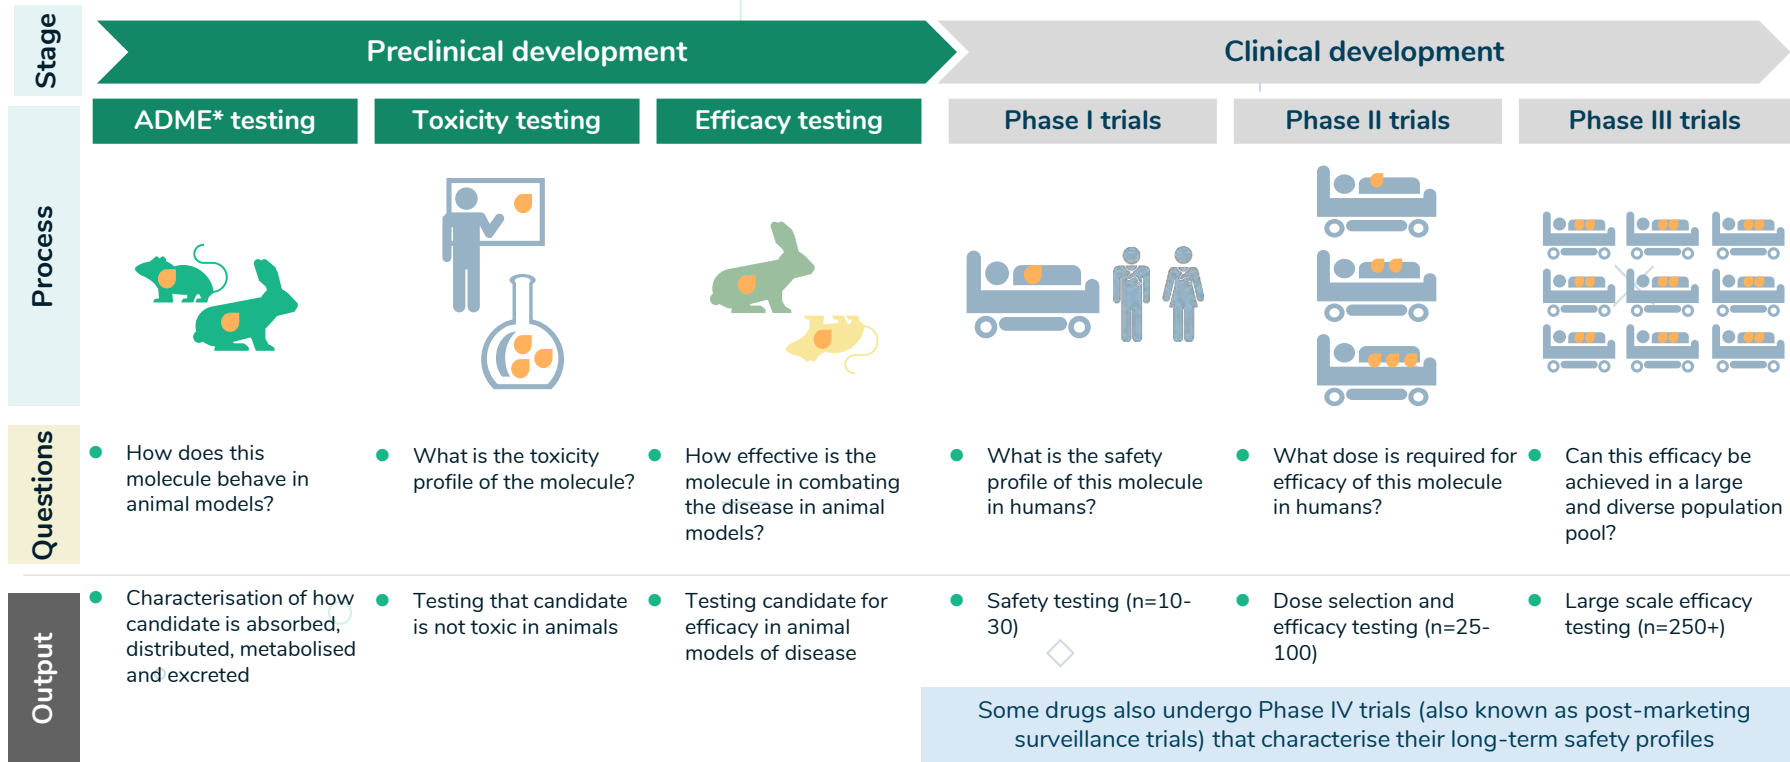 Stage
Preclinical development
Clinical development
ADME* testing
Toxicity testing
Efficacy testing
Phase I trials
Phase II trials
Phase III trials
Process
Questions
How does this
molecule behave in
animal models?
What is the toxicity
profile of the molecule?
How effective is the
molecule in combating
the disease in animal
models?
What is the safety
profile of this molecule
in humans?
What dose is required for
efficacy of this molecule
in humans?
Can this efficacy be
achieved in a large
and diverse population
pool?
Output
Characterisation of how
candidate is absorbed,
distributed, metabolised
and excreted
Testing that candidate
is not toxic in animals
Testing candidate for
efficacy in animal
models of disease
Safety testing (n=10-
30)
Dose selection and
efficacy testing (n=25-
100)
Large scale efficacy
testing (n=250+)
Some drugs also undergo Phase IV trials (also known as post-marketing
surveillance trials) that characterise their long-term safety profiles